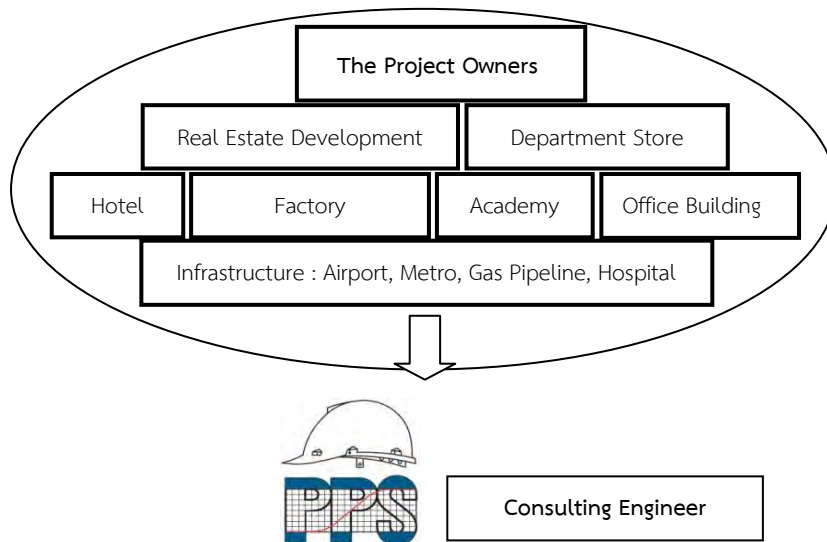 The Project Owners
Real Estate Development
Department Store
Hotel
Factory
Academy
Office Building
Infrastructure : Airport, Metro, Gas Pipeline, Hospital
PPS
Consulting Engineer